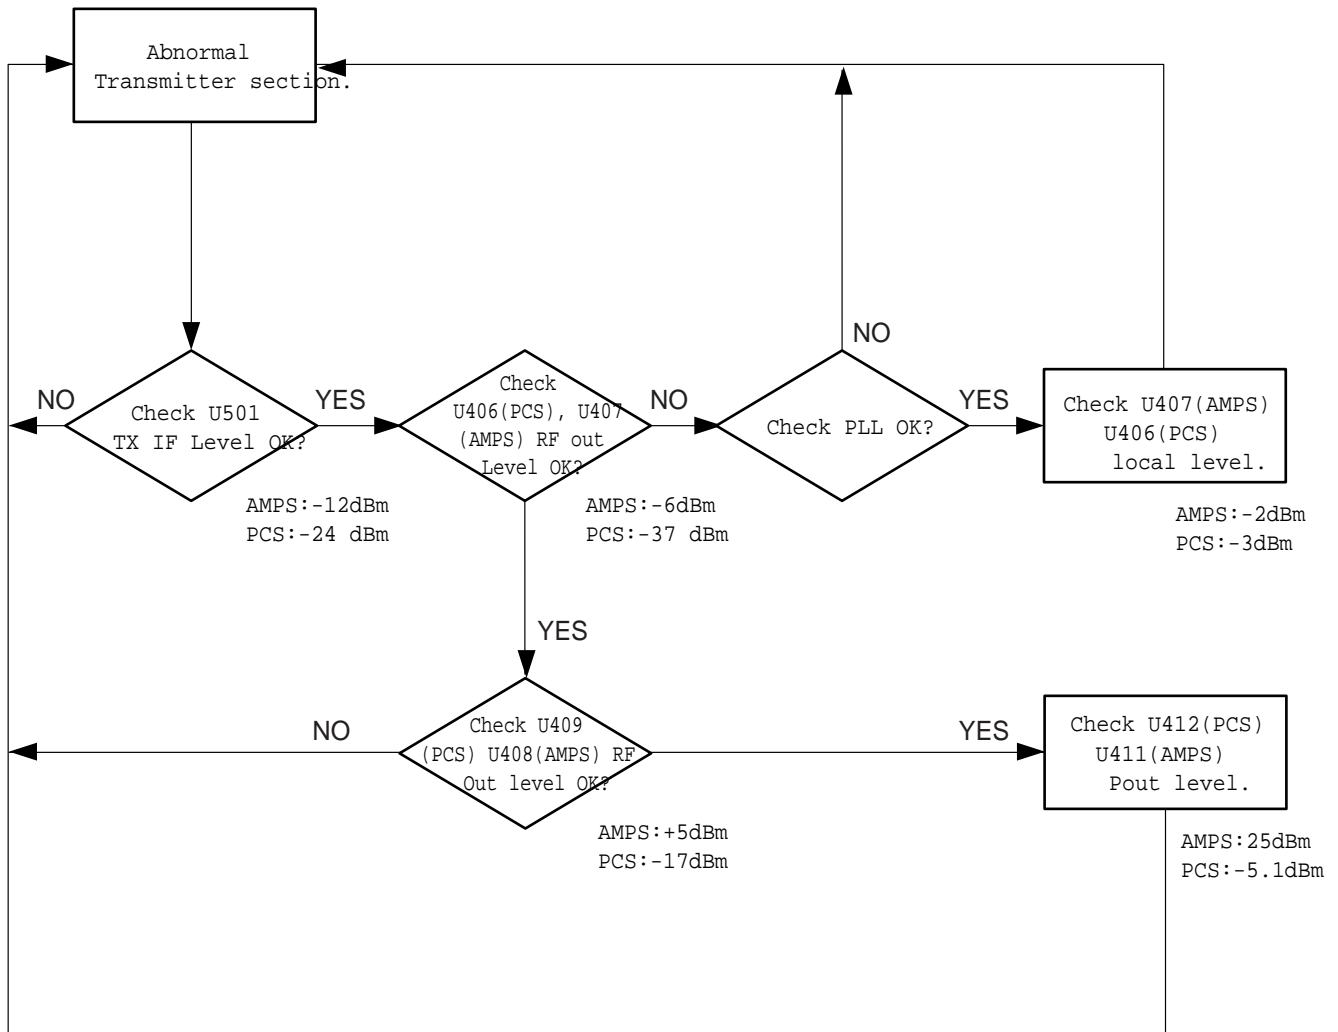 Abnormal
Transmitter section.
NO
Check U501
TX IF Level OK?
YES
AMPS:-12dBm
PCS:-24 dBm
Check
U406(PCS), U407
(AMPS) RF out
Level OK?
NO
AMPS:-6dBm
PCS:-37 dBm
YES
NO
Check PLL OK?
YES
Check U407(AMPS)
U406(PCS)
local level.
AMPS:-2dBm
PCS:-3dBm
NO
Check U409
(PCS) U408(AMPS) RF
Out level OK?
YES
AMPS:+5dBm
PCS:-17dBm
Check U412(PCS)
U411(AMPS)
Pout level.
AMPS:25dBm
PCS:-5.1dBm